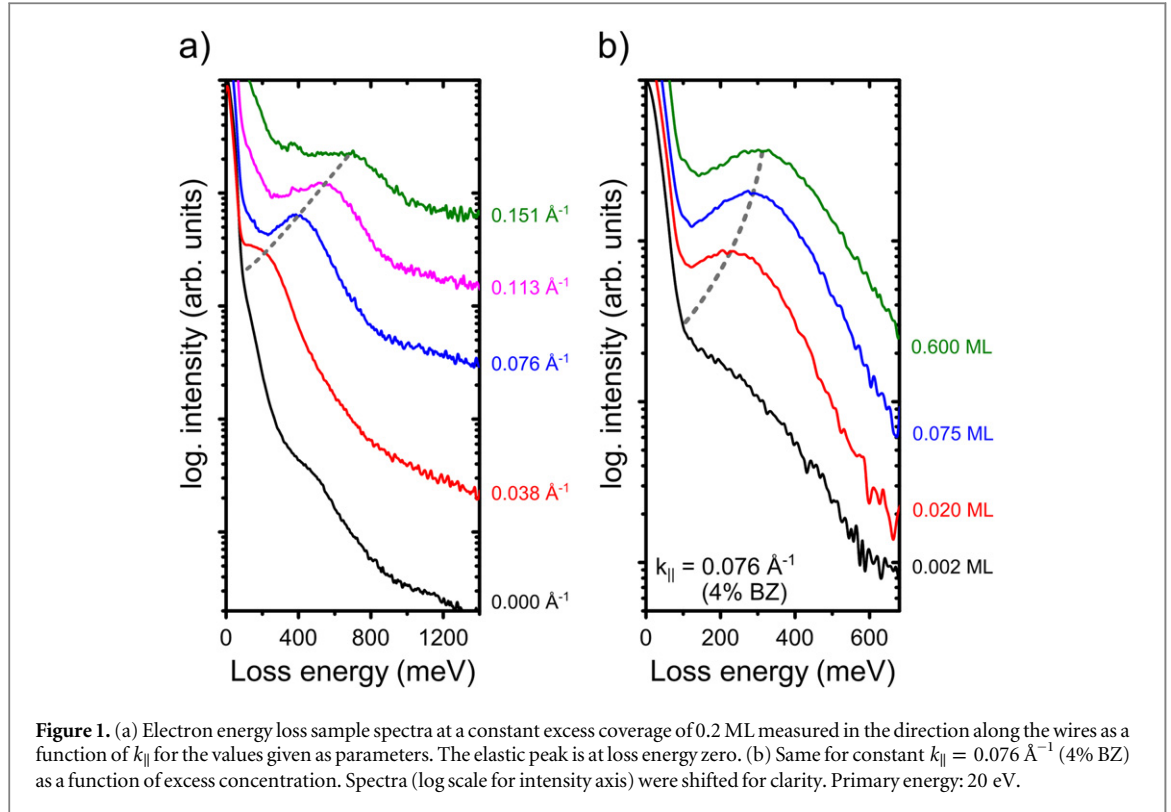 a)
log. intensity (arb. units)
0.151 Å⁻¹
0.113 Å⁻¹
0.076 Å⁻¹
0.038 Å⁻¹
0.000 Å⁻¹
0 400 800 1200
Loss energy (meV)
b)
log. intensity (arb. units)
0.600 ML
0.075 ML
0.020 ML
0.002 ML
k|| = 0.076 Å⁻¹
(4% BZ)
0 200 400 600
Loss energy (meV)
Figure 1. (a) Electron energy loss sample spectra at a constant excess coverage of 0.2 ML measured in the direction along the wires as a
function of k|| for the values given as parameters. The elastic peak is at loss energy zero. (b) Same for constant k|| = 0.076 Å⁻¹ (4% BZ)
as a function of excess concentration. Spectra (log scale for intensity axis) were shifted for clarity. Primary energy: 20 eV.